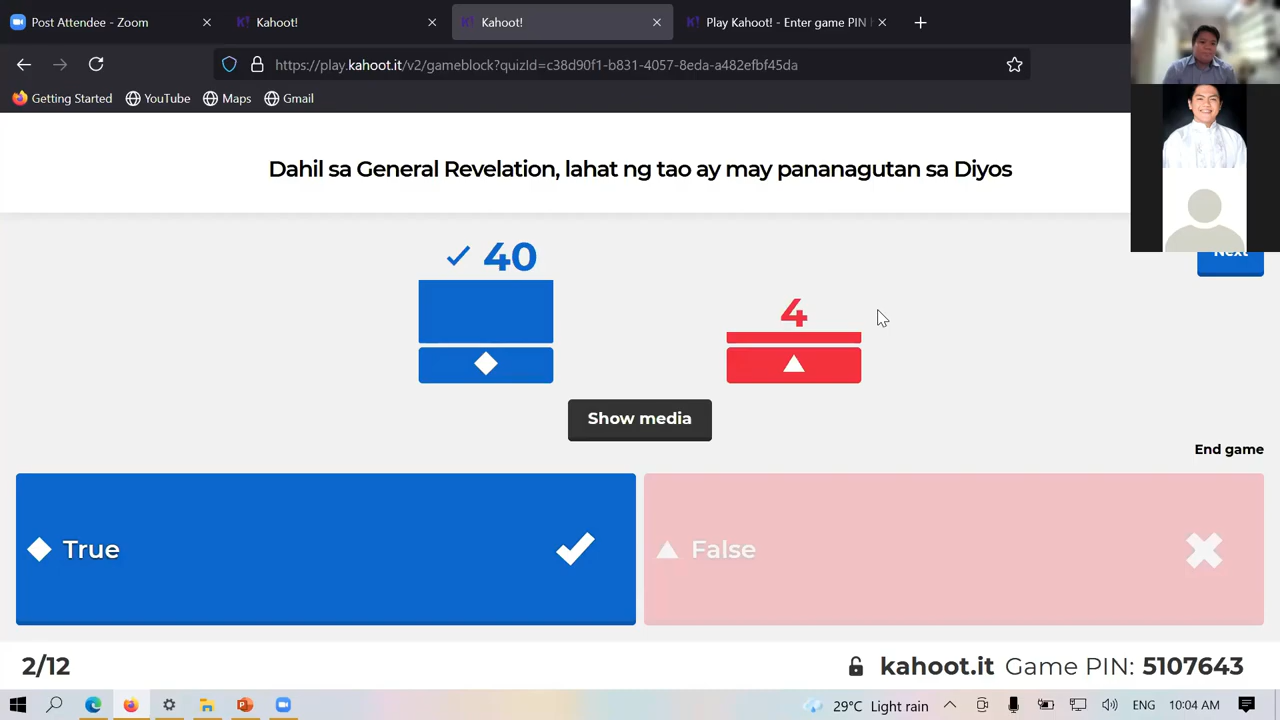 Post Attendee - Zoom
Kahoot!
Kahoot!
Play Kahoot! - Enter game PIN
https://play.kahoot.it/v2/gameblock?quizId=c38d90f1-b831-4057-8eda-a482efbf45da
Getting Started
YouTube
Maps
Gmail
Dahil sa General Revelation, lahat ng tao ay may pananagutan sa Diyos
40
4
Next
Show media
End game
True
False
2/12
kahoot.it Game PIN: 5107643
29°C Light rain
ENG
10:04 AM